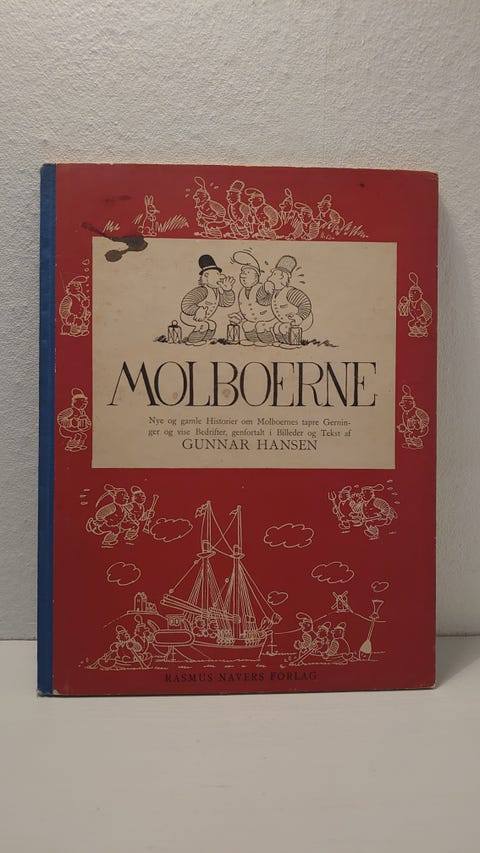 MOLBOERNE
Nye og gamle Historier om Molboernes tapre Gernin-
ger og vise Bedrifter, genfortalt i Billeder og Tekst af
GUNNAR HANSEN
RASMUS NAVERS FORLAG